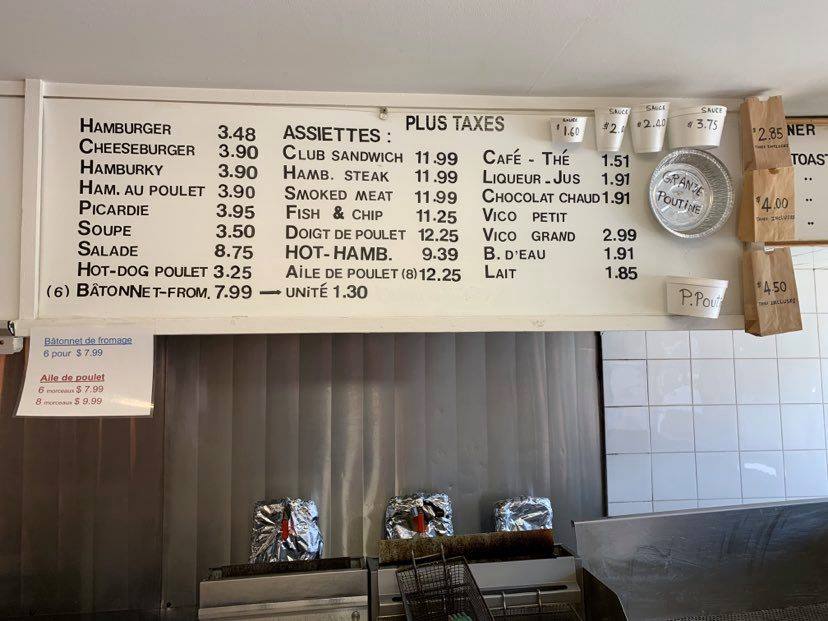 HAMBURGER 3.48
CHEESEBURGER 3.90
HAMBURKY 3.90
HAM. AU POULET 3.90
PICARDIE 3.95
SOUPE 3.50
SALADE 8.75
HOT-DOG POULET 3.25
(6) BÂTONNET-FROM. 7.99 → UNITÉ 1.30
PLUS TAXES
ASSIETTES :
CLUB SANDWICH 11.99
HAMB. STEAK 11.99
SMOKED MEAT 11.99
FISH & CHIP 11.25
DOIGT DE POULET 12.25
HOT-HAMB. 9.39
AILE DE POULET (8) 12.25
CAFÉ - THÉ 1.51
LIQUEUR-JUS 1.91
CHOCOLAT CHAUD 1.91
VICO PETIT
VICO GRAND 2.99
B. D'EAU 1.91
LAIT 1.85
SAUCE
$1.60
SAUCE
SAUCE
$2.40
SAUCE
$3.75
GRANDE
POUTINE
P.POUT
$2.85
TAXES INCLUSES
$4.00
TAXES INCLUSES
$4.50
TAXES INCLUSES
NER
TOAST
Bâtonnet de fromage
6 pour $ 7.99
Aile de poulet
6 morceaux $ 7.99
8 morceaux $ 9.99